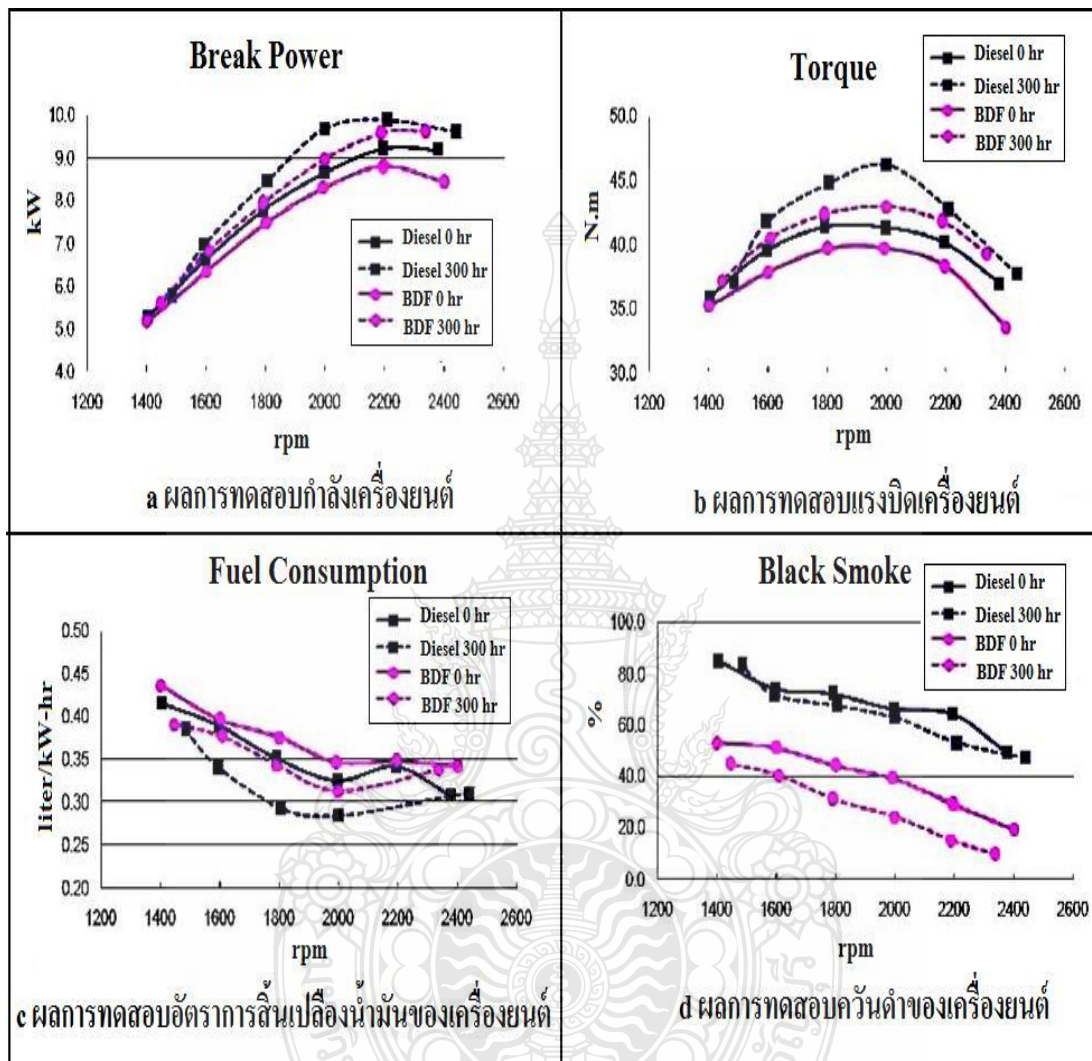 Break Power
Diesel 0 hr
Diesel 300 hr
BDF 0 hr
BDF 300 hr
kW
10.0
9.0
8.0
7.0
6.0
5.0
4.0
1200 1400 1600 1800 2000 2200 2400 2600
rpm
a ผลการทดสอบกำลังเครื่องยนต์
Torque
Diesel 0 hr
Diesel 300 hr
BDF 0 hr
BDF 300 hr
N.m
50.0
45.0
40.0
35.0
30.0
1200 1400 1600 1800 2000 2200 2400 2600
rpm
b ผลการทดสอบแรงบิดเครื่องยนต์
Fuel Consumption
Diesel 0 hr
Diesel 300 hr
BDF 0 hr
BDF 300 hr
liter/kW-hr
0.50
0.45
0.40
0.35
0.30
0.25
0.20
1200 1400 1600 1800 2000 2200 2400 2600
rpm
c ผลการทดสอบอัตราการสิ้นเปลืองน้ำมันของเครื่องยนต์
Black Smoke
Diesel 0 hr
Diesel 300 hr
BDF 0 hr
BDF 300 hr
%
100.0
80.0
60.0
40.0
20.0
0.0
1200 1400 1600 1800 2000 2200 2400 2600
rpm
d ผลการทดสอบควันดำของเครื่องยนต์